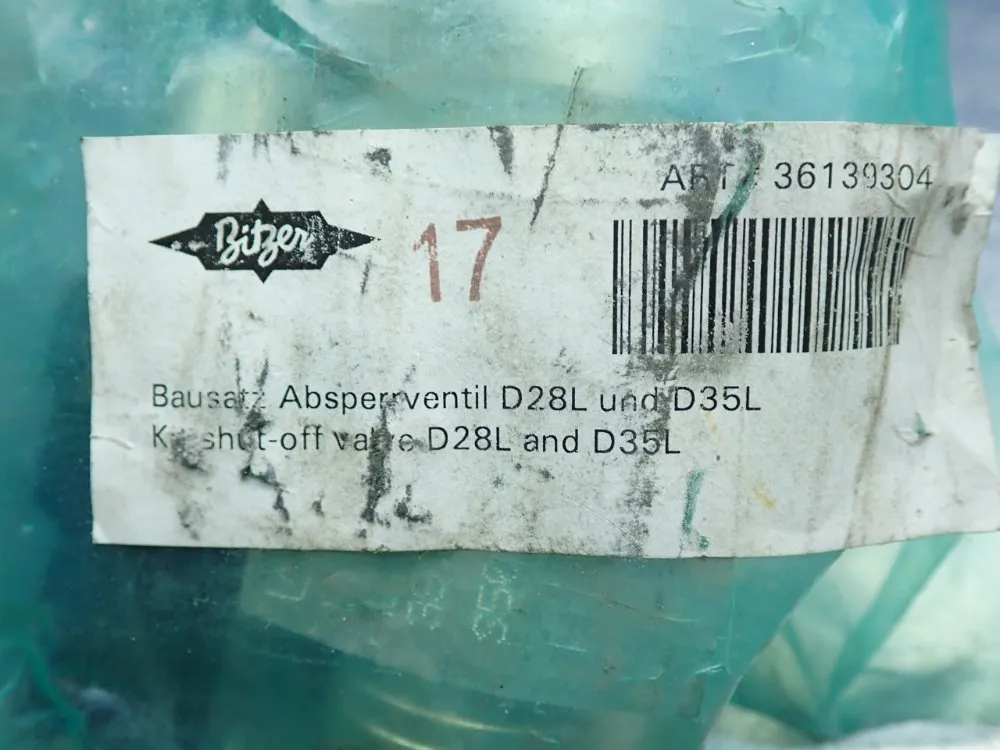 ART 36139304
Bitzer
17
Bausatz Absperrventil D28L und D35L
Kit shut-off valve D28L and D35L